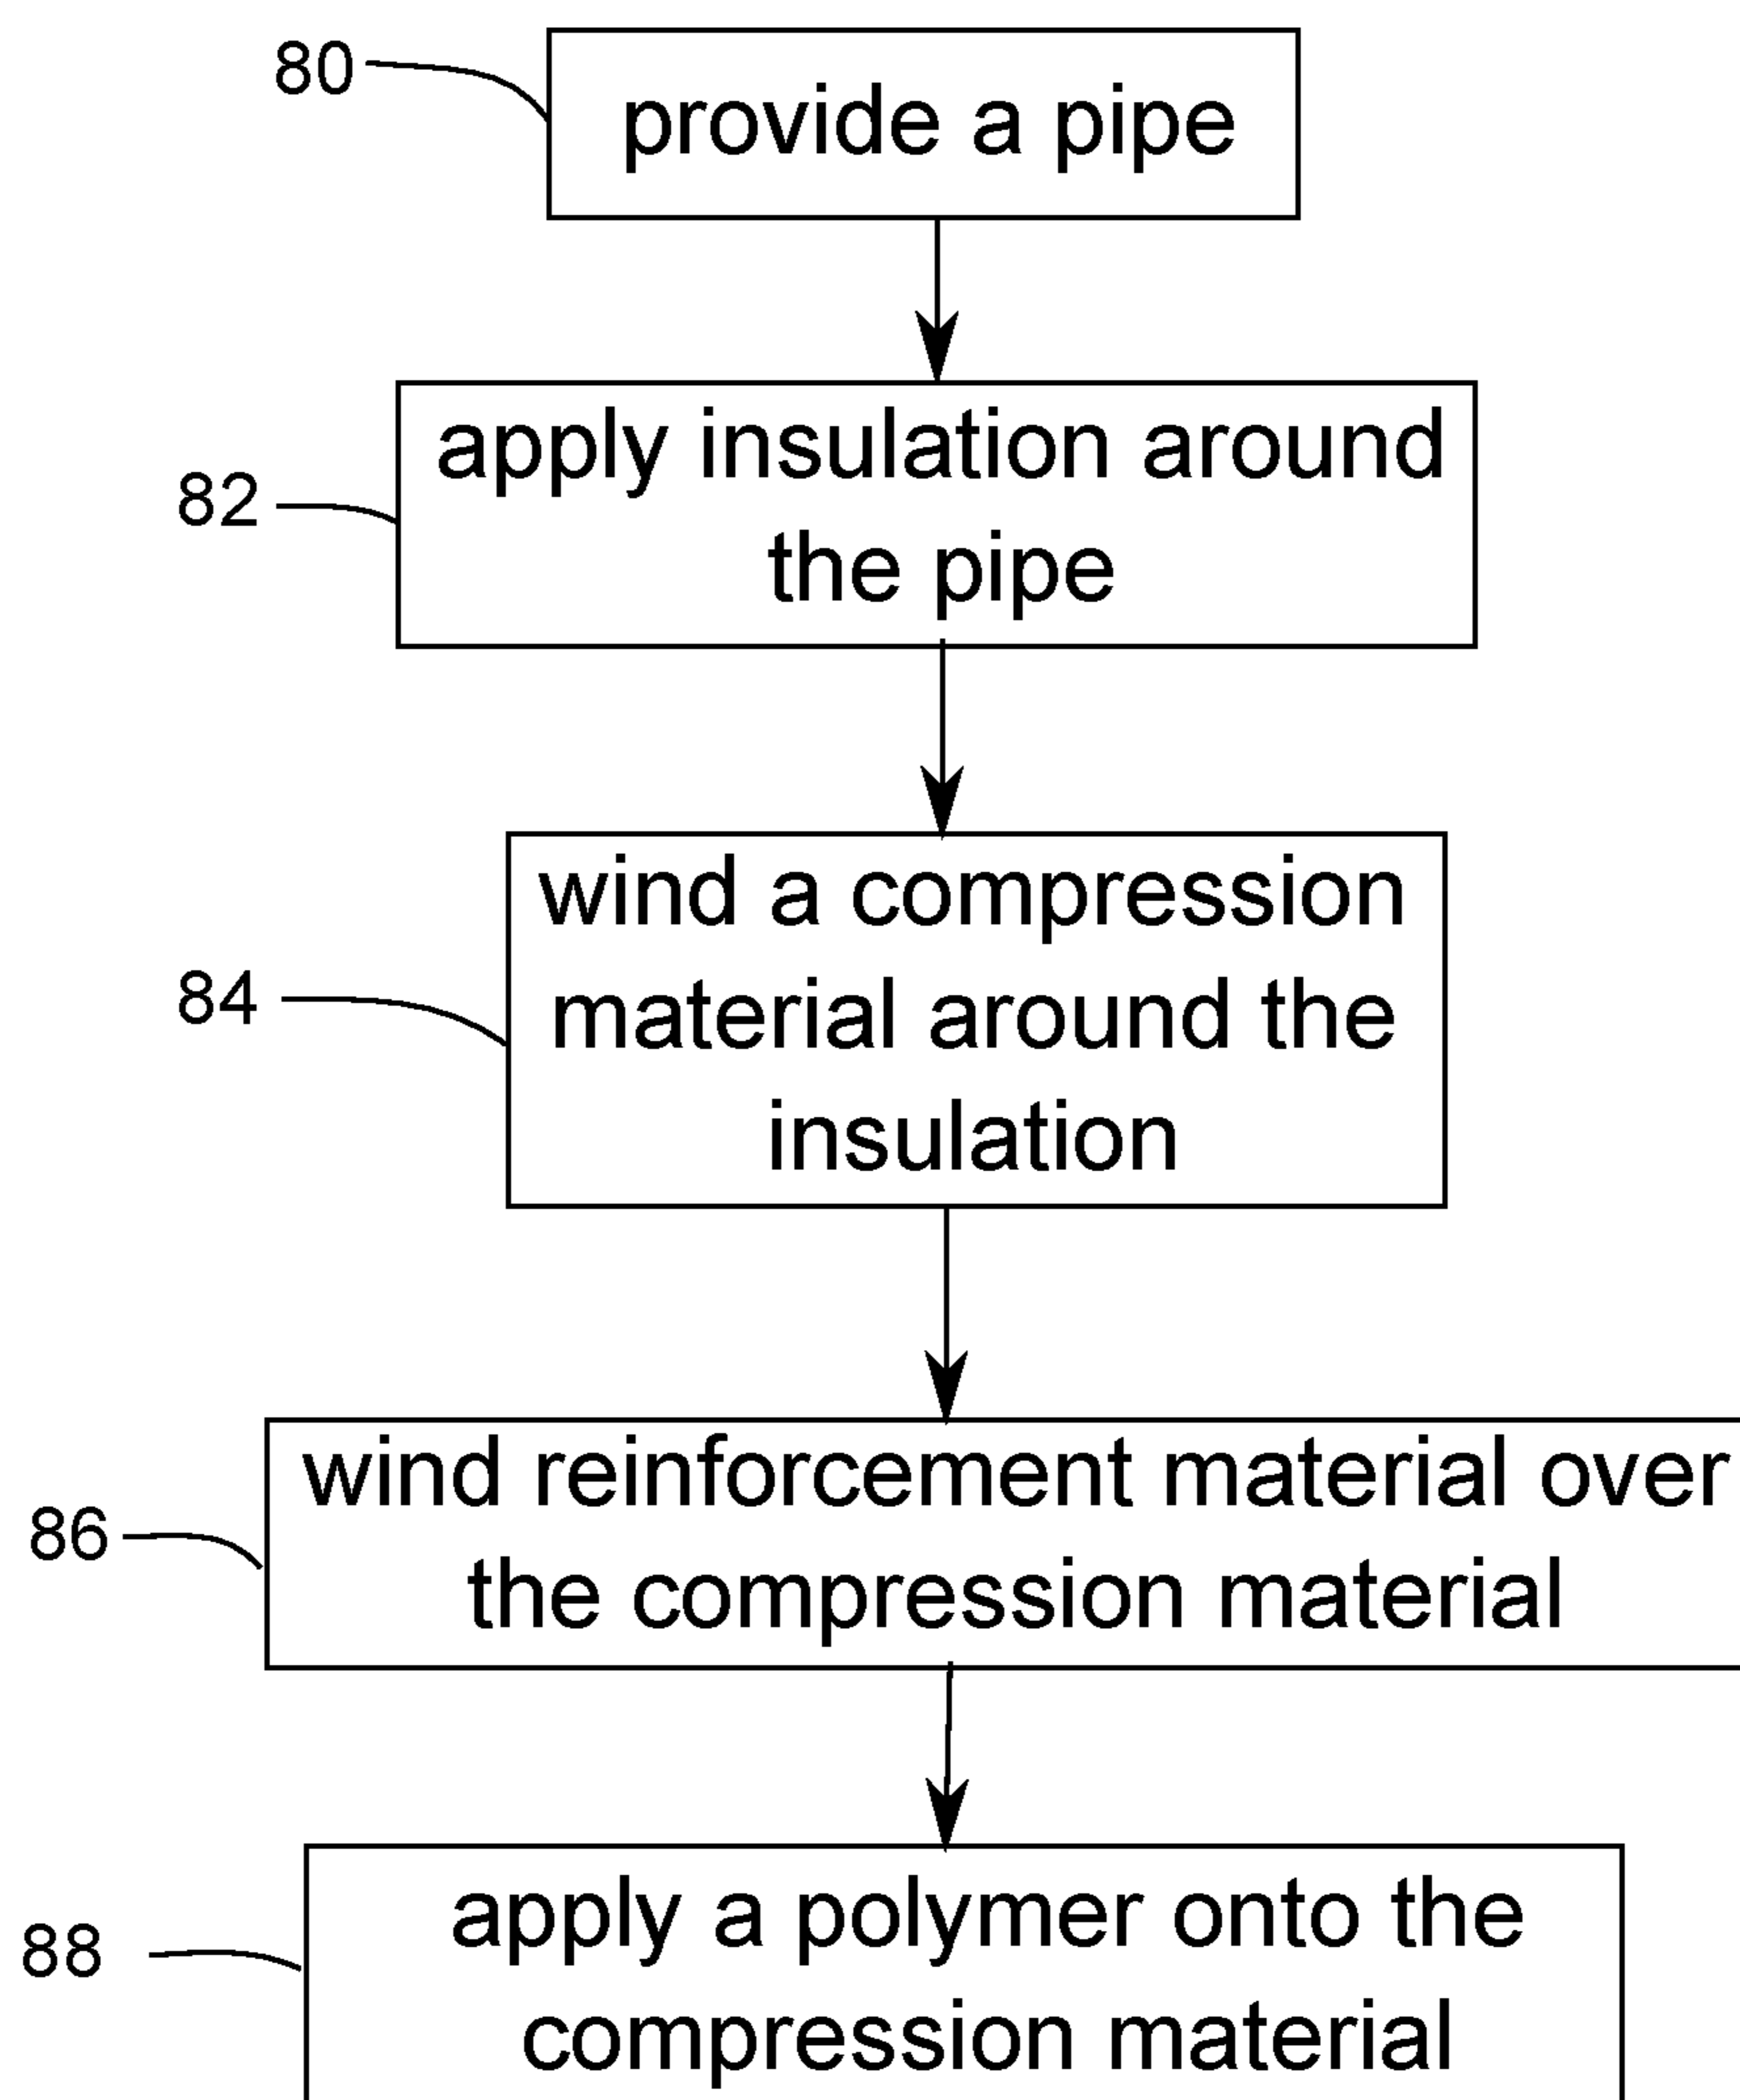 80
provide a pipe
82
apply insulation around
the pipe
84
wind a compression
material around the
insulation
86
wind reinforcement material over
the compression material
88
apply a polymer onto the
compression material